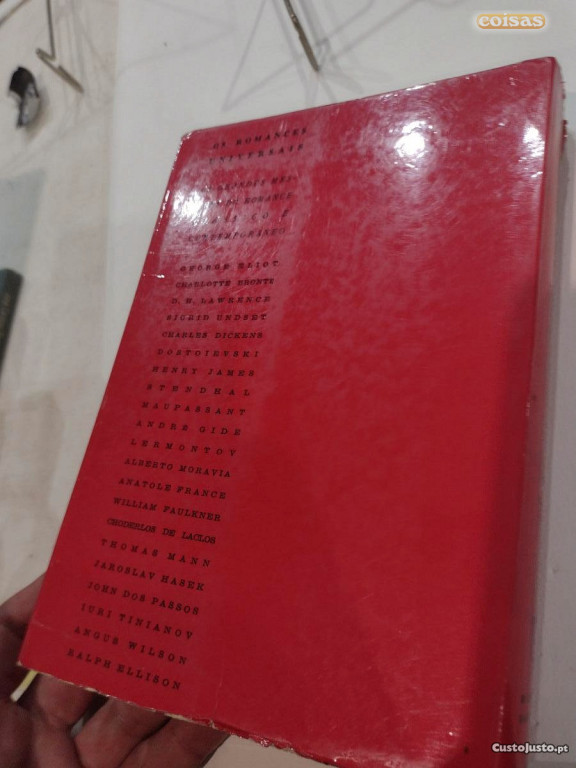 coisas
OS ROMANCES
UNIVERSAIS
ROMANCE
CONTEMPORÂNEO
GEORGE ELIOT
CHARLOTTE BRONTE
D. H. LAWRENCE
SIGRID UNDSET
CHARLES DICKENS
DOSTOIEVSKI
HENRY JAMES
STENDHAL
MAUPASSANT
ANDRE GIDE
LERMONTOV
ALBERTO MORAVIA
ANATOLE FRANCE
WILLIAM FAULKNER
CHODERLOS DE LACLOS
THOMAS MANN
JAROSLAV HASEK
JOHN DOS PASSOS
IURI TINIANOV
ANGUS WILSON
RALPH ELLISON
CustoJusto.pt